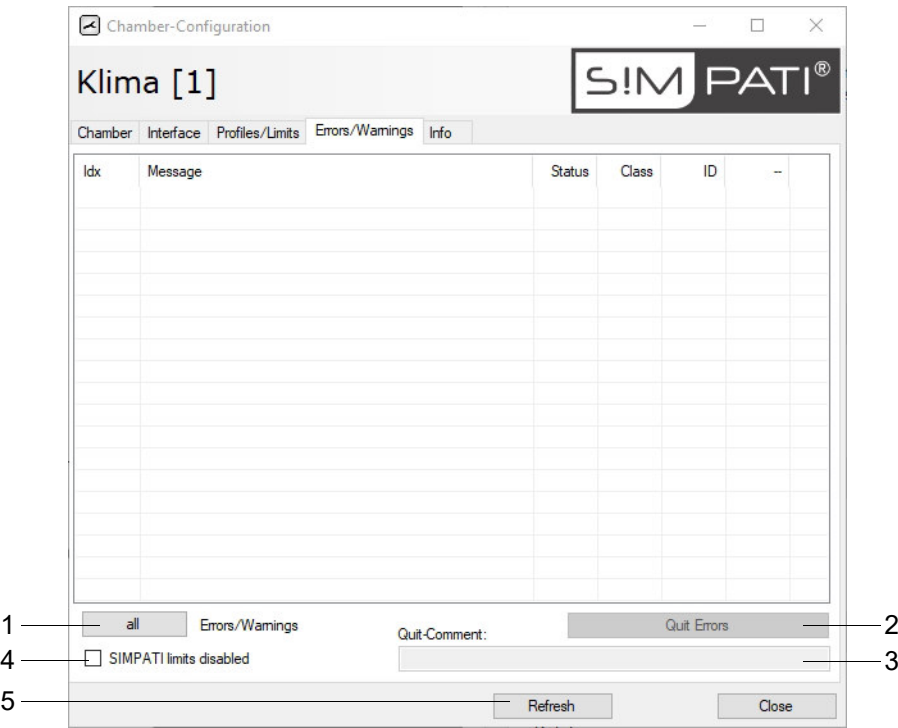 Chamber-Configuration
Klima [1]
S!M PATI®
Chamber Interface Profiles/Limits Errors/Warnings Info
Idx Message Status Class ID --
1 all Errors/Warnings Quit Errors 2
Quit-Comment:
4 SIMPATI limits disabled 3
5 Refresh Close